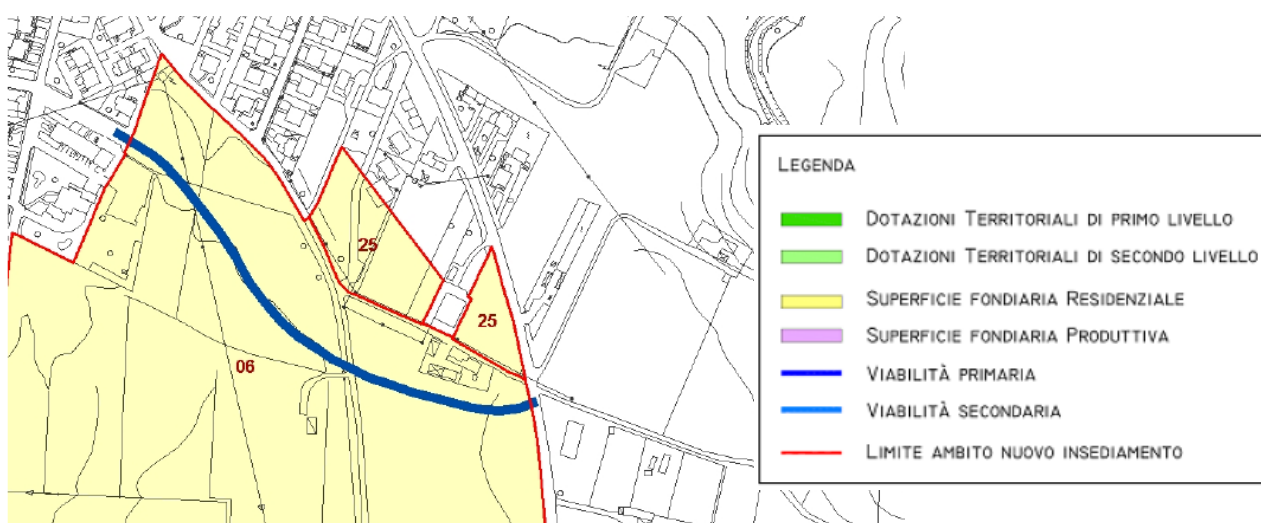 25
25
06
LEGENDA
DOTAZIONI TERRITORIALI DI PRIMO LIVELLO
DOTAZIONI TERRITORIALI DI SECONDO LIVELLO
SUPERFICIE FONDIARIA RESIDENZIALE
SUPERFICIE FONDIARIA PRODUTTIVA
VIABILITÀ PRIMARIA
VIABILITÀ SECONDARIA
LIMITE AMBITO NUOVO INSEDIAMENTO